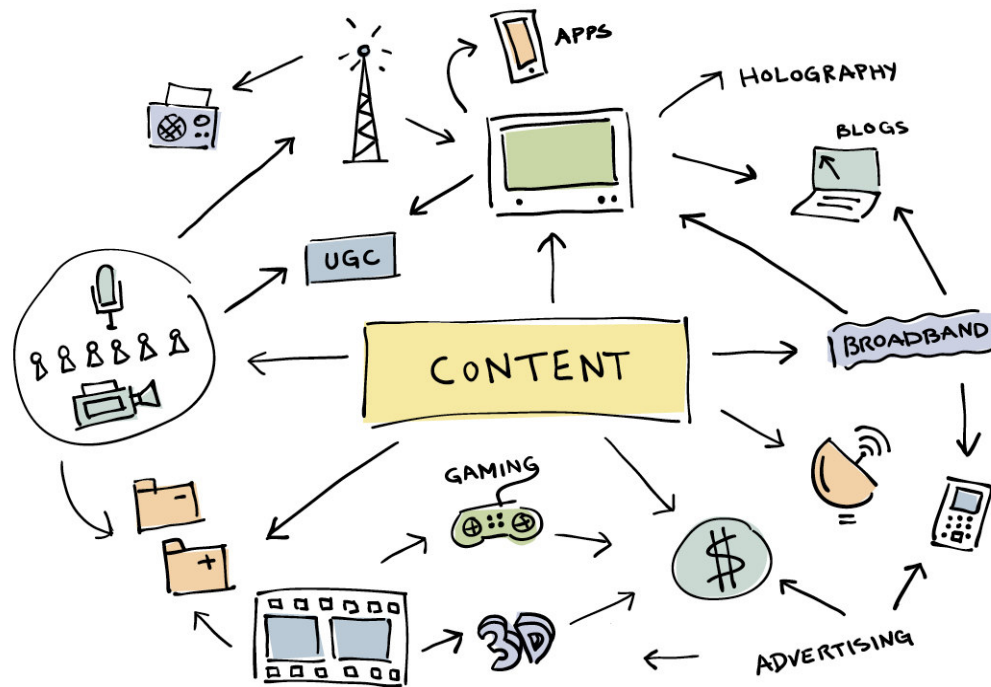 APPS
HOLOGRAPHY
BLOGS
UGC
BROADBAND
CONTENT
GAMING
- 
+
$
3D
ADVERTISING